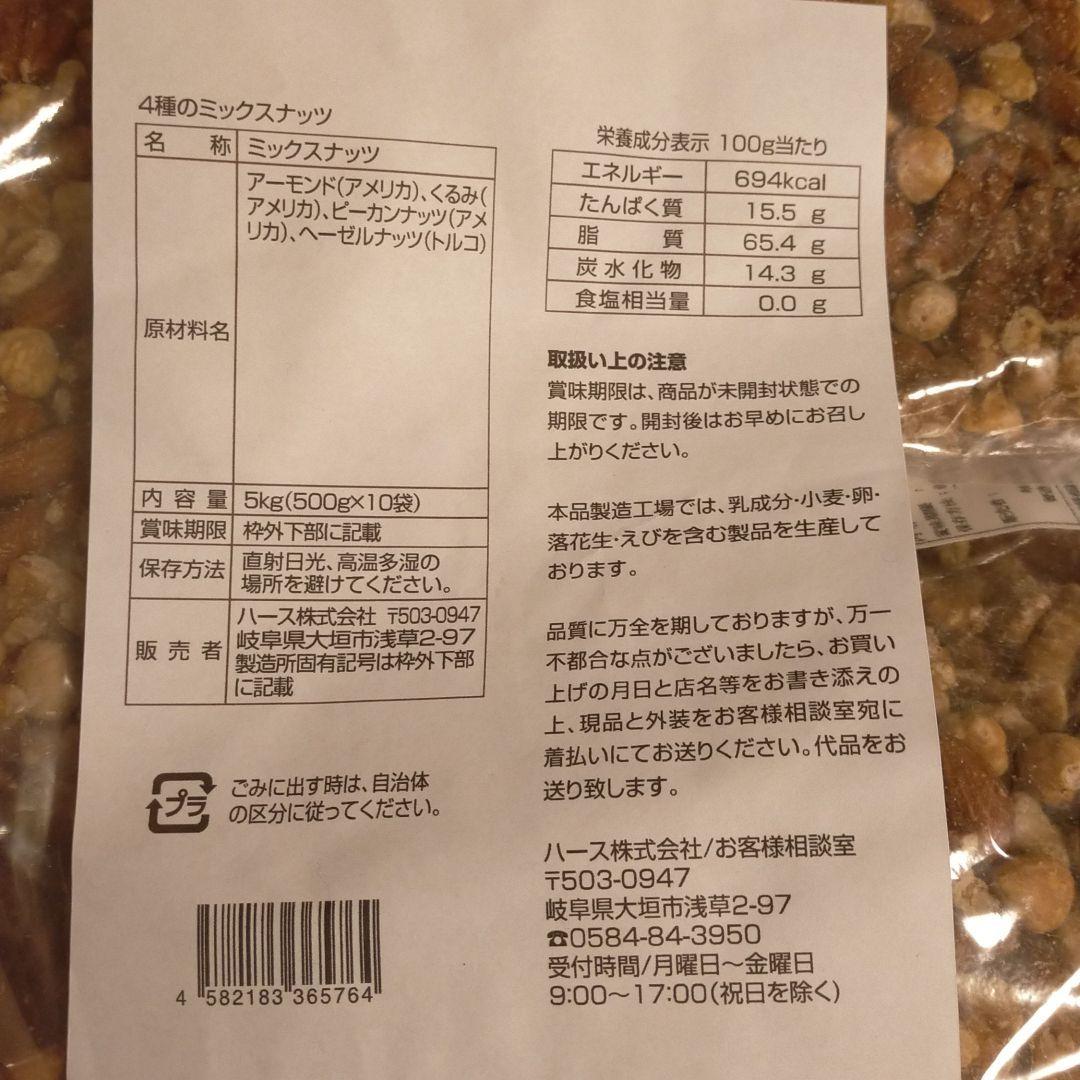 4種のミックスナッツ
名 称 ミックスナッツ
原材料名 アーモンド(アメリカ)、くるみ(
アメリカ)、ピーカンナッツ(アメ
リカ)、ヘーゼルナッツ(トルコ)
内 容 量 5kg(500g×10袋)
賞味期限 枠外下部に記載
保存方法 直射日光、高温多湿の
場所を避けてください。
販 売 者 ハース株式会社 〒503-0947
岐阜県大垣市浅草2-97
製造所固有記号は枠外下部
に記載
プラ
ごみに出す時は、自治体
の区分に従ってください。
4 582183 365764
栄養成分表示 100g当たり
エネルギー 694kcal
たんぱく質 15.5 g
脂 質 65.4 g
炭水化物 14.3 g
食塩相当量 0.0 g
取扱い上の注意
賞味期限は、商品が未開封状態での
期限です。開封後はお早めにお召し
上がりください。
本品製造工場では、乳成分・小麦・卵・
落花生・えびを含む製品を生産して
おります。
品質に万全を期しておりますが、万一
不都合な点がございましたら、お買い
上げの月日と店名等をお書き添えの
上、現品と外装をお客様相談室宛に
着払いにてお送りください。代品をお
送り致します。
ハース株式会社/お客様相談室
〒503-0947
岐阜県大垣市浅草2-97
☎0584-84-3950
受付時間/月曜日～金曜日
9:00～17:00(祝日を除く)